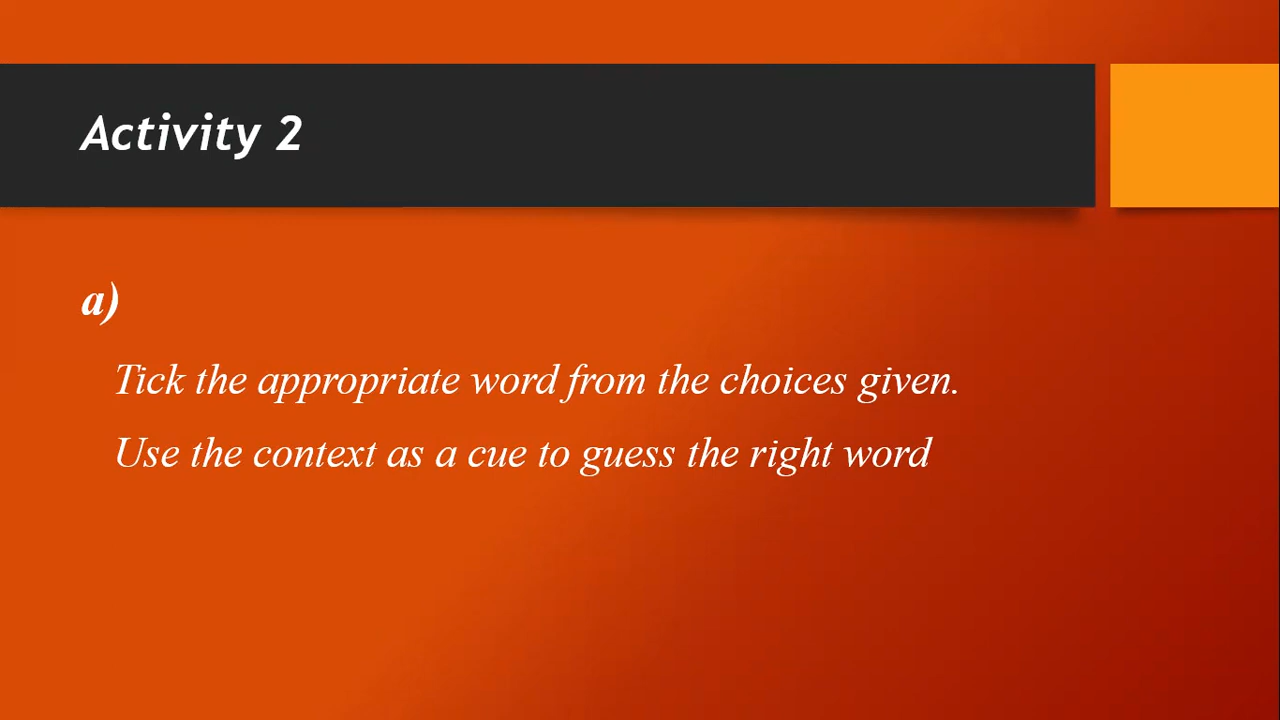 Activity 2
a)
Tick the appropriate word from the choices given.
Use the context as a cue to guess the right word